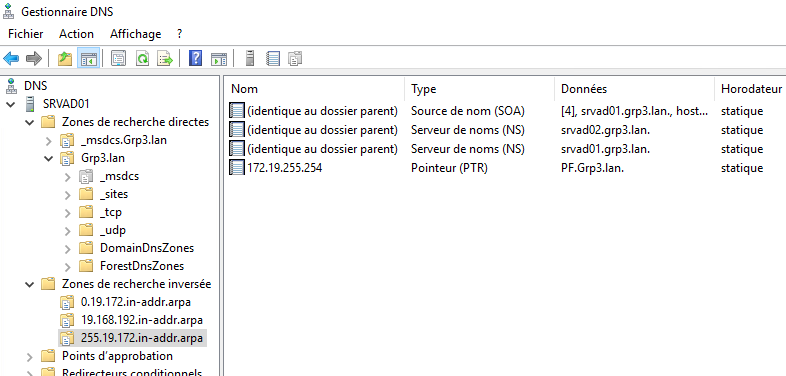 Gestionnaire DNS
Fichier Action Affichage ?
DNS
SRVAD01
Zones de recherche directes
_msdcs.Grp3.lan
Grp3.lan
_msdcs
_sites
_tcp
_udp
DomainDnsZones
ForestDnsZones
Zones de recherche inversée
0.19.172.in-addr.arpa
19.168.192.in-addr.arpa
255.19.172.in-addr.arpa
Points d'approbation
Redirecteurs conditionnels
Nom Type Données Horodateur
(identique au dossier parent) Source de nom (SOA) [4], srvad01.grp3.lan., host... statique
(identique au dossier parent) Serveur de noms (NS) srvad02.grp3.lan. statique
(identique au dossier parent) Serveur de noms (NS) srvad01.grp3.lan. statique
172.19.255.254 Pointeur (PTR) PF.Grp3.lan. statique